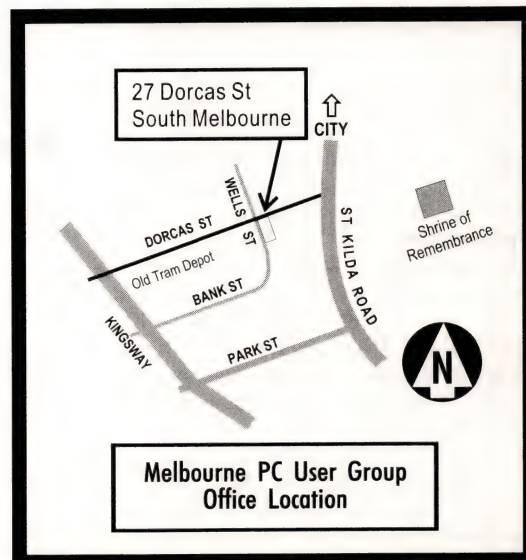 27 Dorcas St
South Melbourne
CITY
WELLS ST
DORCAS ST
ST KILDA ROAD
Shrine of
Remembrance
Old Tram Depot
BANK ST
KINGSWAY
PARK ST
N
Melbourne PC User Group
Office Location